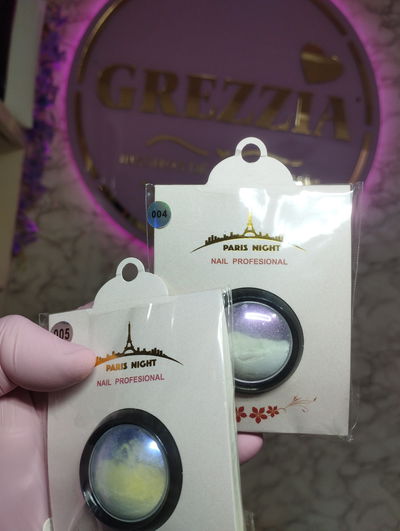 GREZZIA
004
PARIS NIGHT
NAIL PROFESIONAL
005
PARIS NIGHT
NAIL PROFESIONAL